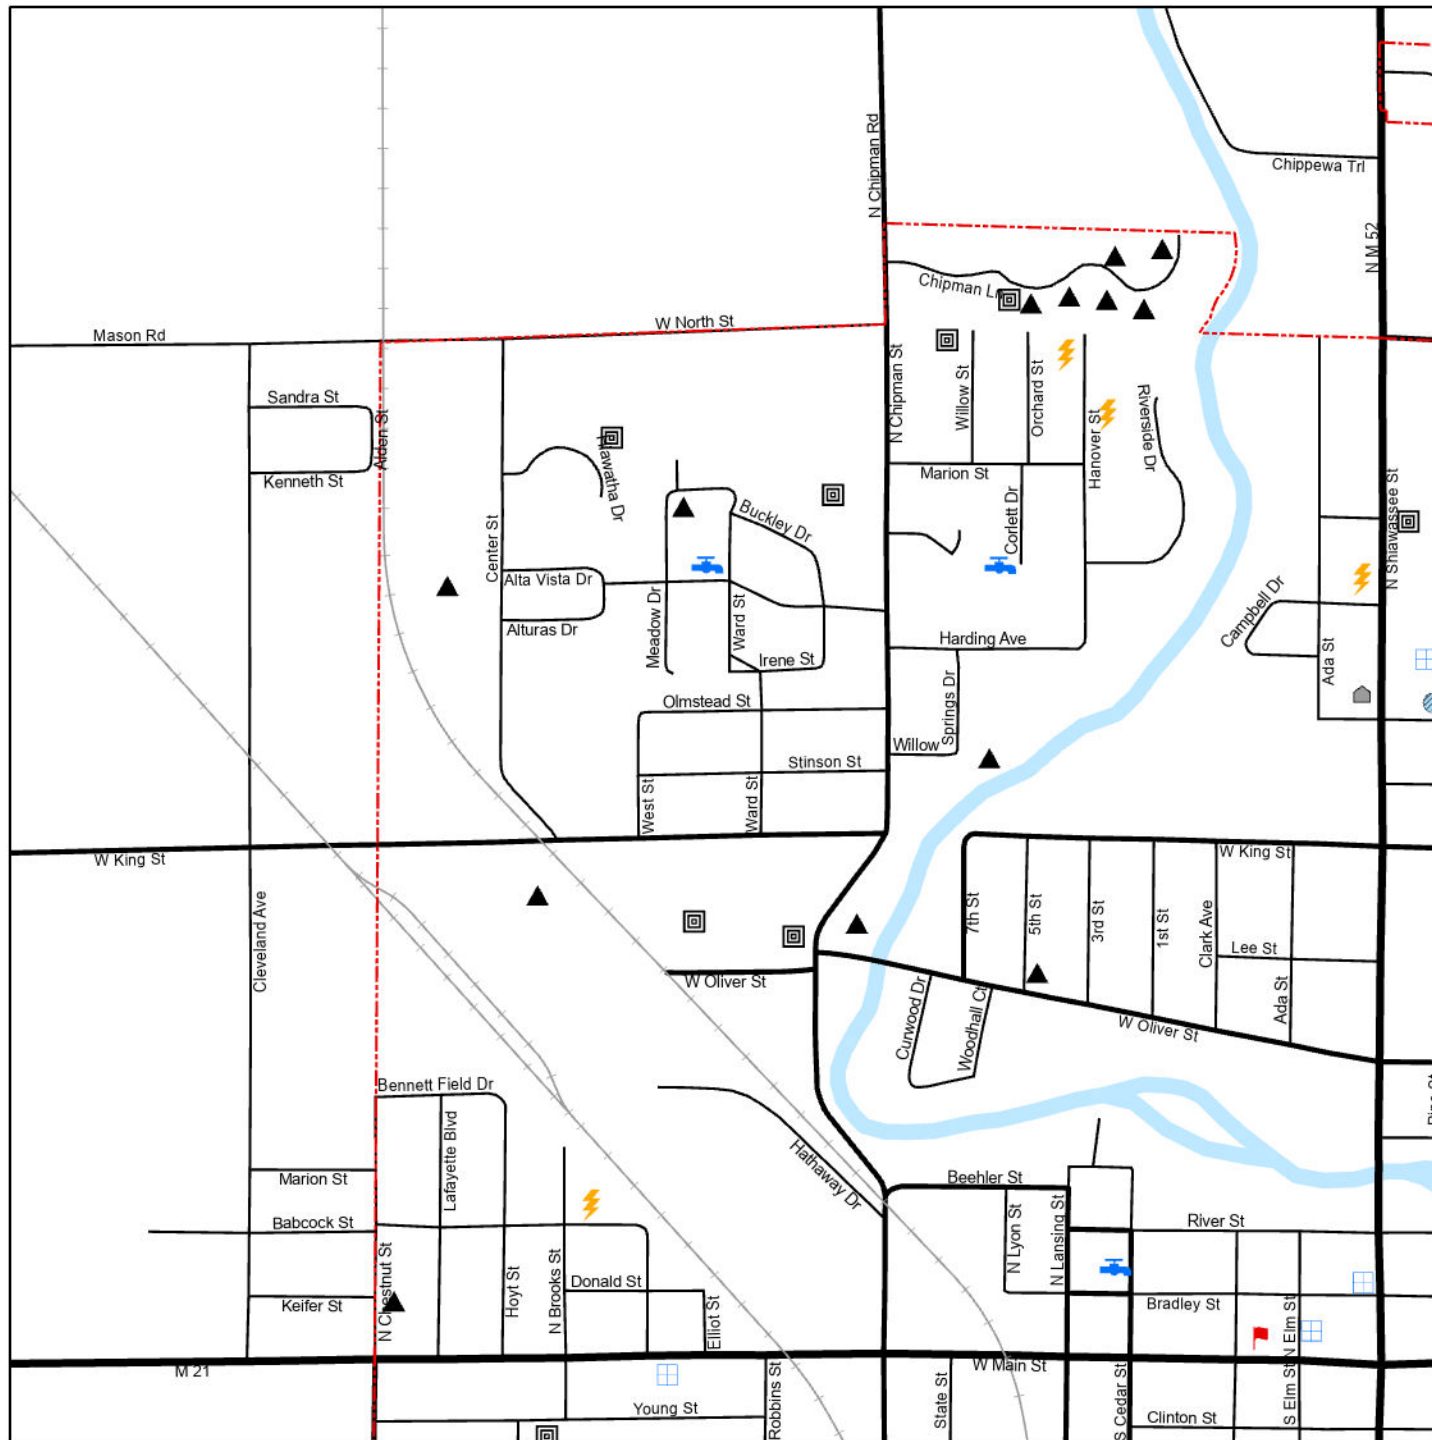 N Chipman Rd
Chippewa Trl
N M 52
Chipman Ln
W North St
Mason Rd
Sandra St
Alden St
Kenneth St
Hiawatha Dr
N Chipman St
Willow St
Orchard St
Hanover St
Riverside Dr
Marion St
Corlett Dr
N Shiawassee St
Center St
Buckley Dr
Alta Vista Dr
Alturas Dr
Meadow Dr
Ward St
Irene St
Harding Ave
Campbell Dr
Ada St
Olmstead St
Willow
Springs Dr
Stinson St
West St
Ward St
W King St
W King St
Cleveland Ave
7th St
5th St
3rd St
1st St
Clark Ave
Lee St
Ada St
W Oliver St
Curwood Dr
Woodhall Ct
W Oliver St
Bennett Field Dr
Lafayette Blvd
Marion St
Babcock St
Hathaway Dr
Beehler St
N Lyon St
N Lansing St
River St
N Chestnut St
Hoyt St
N Brooks St
Donald St
Elliot St
Keifer St
Bradley St
N Elm St
M 21
W Main St
Young St
Robbins St
State St
S Cedar St
Clinton St
S Elm St